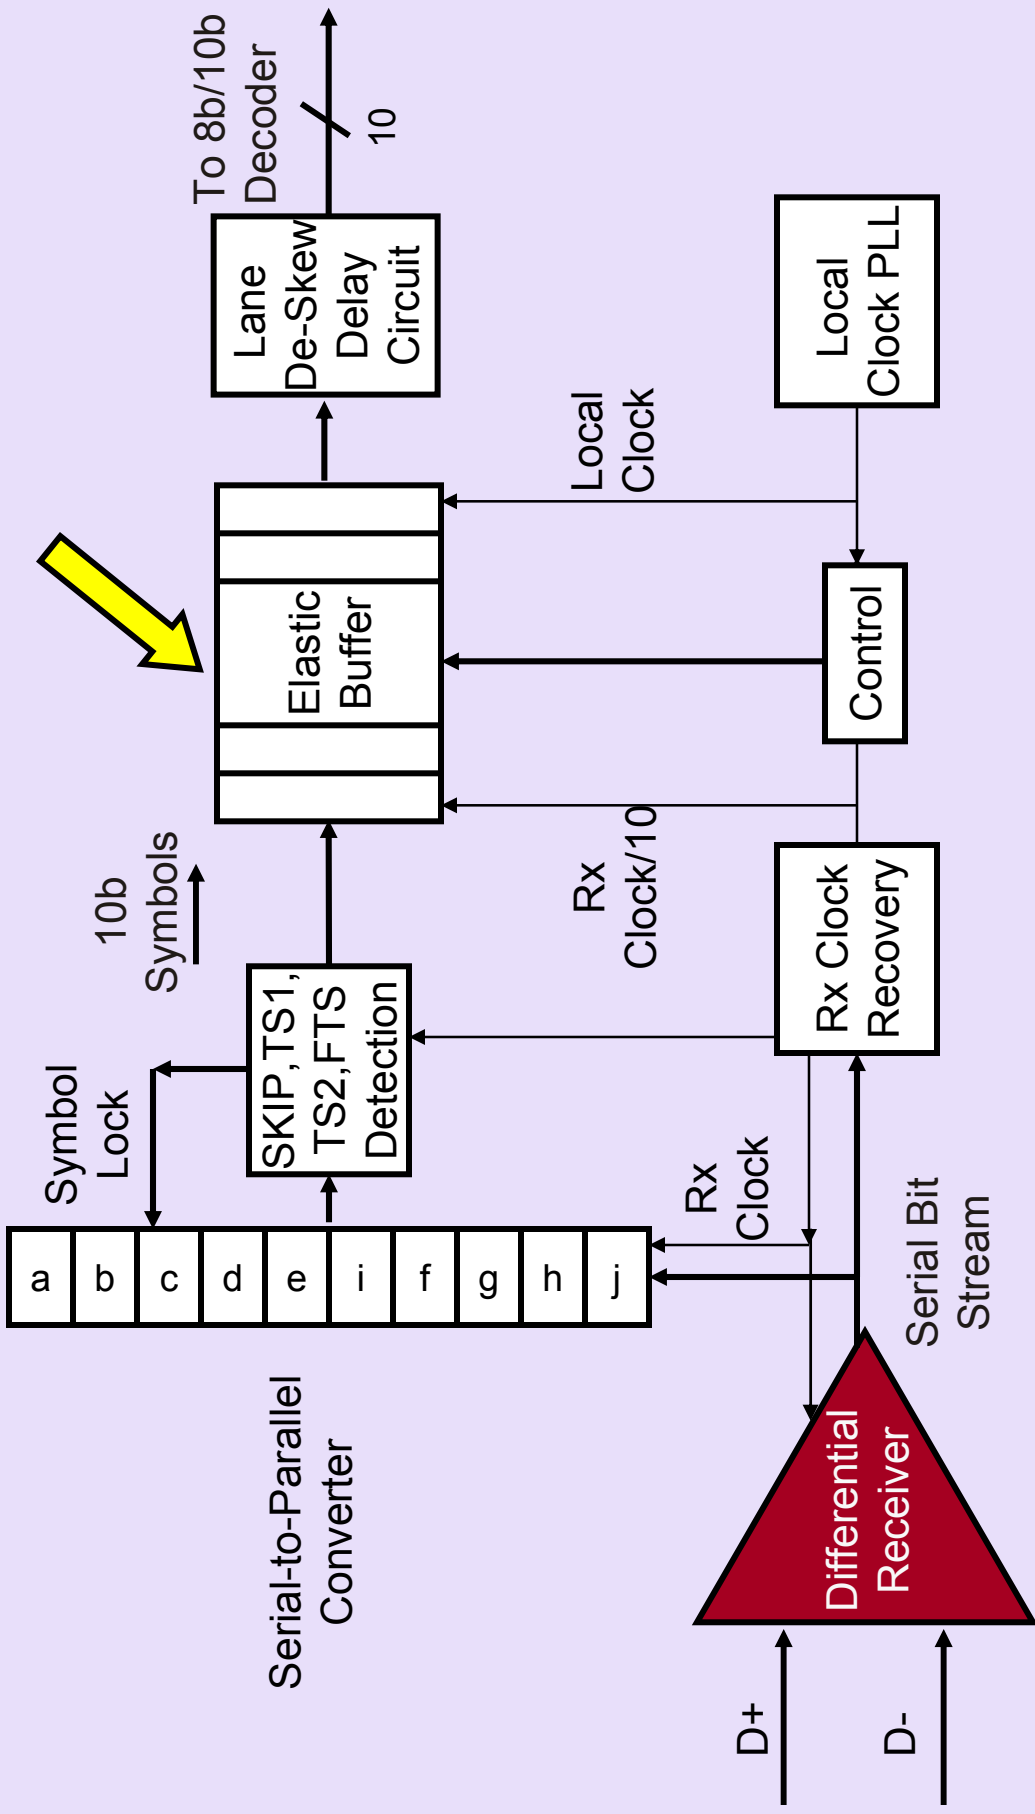 a
b
c
d
e
i
f
g
h
j
Symbol
Lock
10b
Symbols
To 8b/10b
Decoder
10
SKIP,TS1,
TS2,FTS
Detection
Elastic
Buffer
Lane
De-Skew
Delay
Circuit
Serial-to-Parallel
Converter
Rx
Clock
Rx
Clock/10
Local
Clock
D+
D-
Differential
Receiver
Serial Bit
Stream
Rx Clock
Recovery
Control
Local
Clock PLL